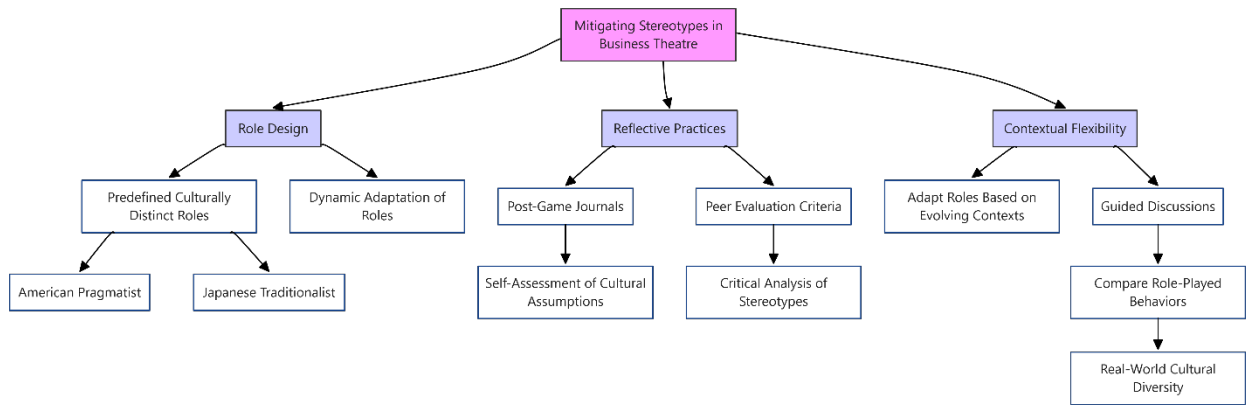 Mitigating Stereotypes in
Business Theatre
Role Design
Reflective Practices
Contextual Flexibility
Predefined Culturally
Distinct Roles
Dynamic Adaptation of
Roles
Post-Game Journals
Peer Evaluation Criteria
Adapt Roles Based on
Evolving Contexts
Guided Discussions
American Pragmatist
Japanese Traditionalist
Self-Assessment of Cultural
Assumptions
Critical Analysis of
Stereotypes
Compare Role-Played
Behaviors
Real-World Cultural
Diversity